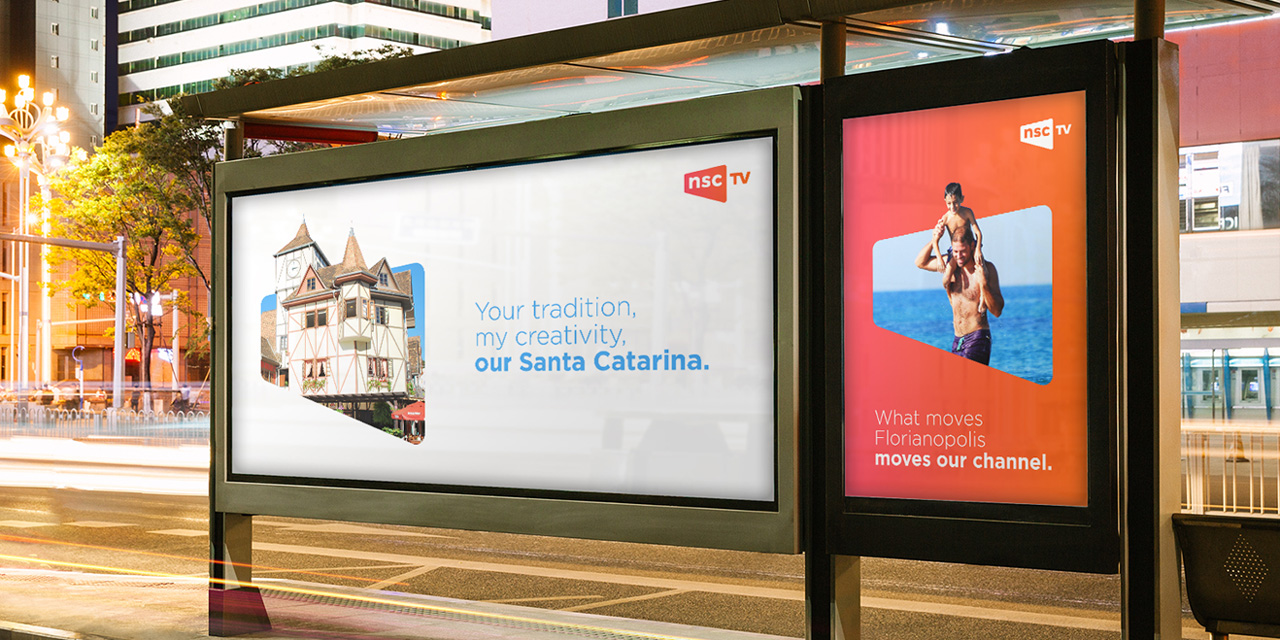 nsc TV
Your tradition,
my creativity,
our Santa Catarina.
nsc TV
What moves
Florianopolis
moves our channel.